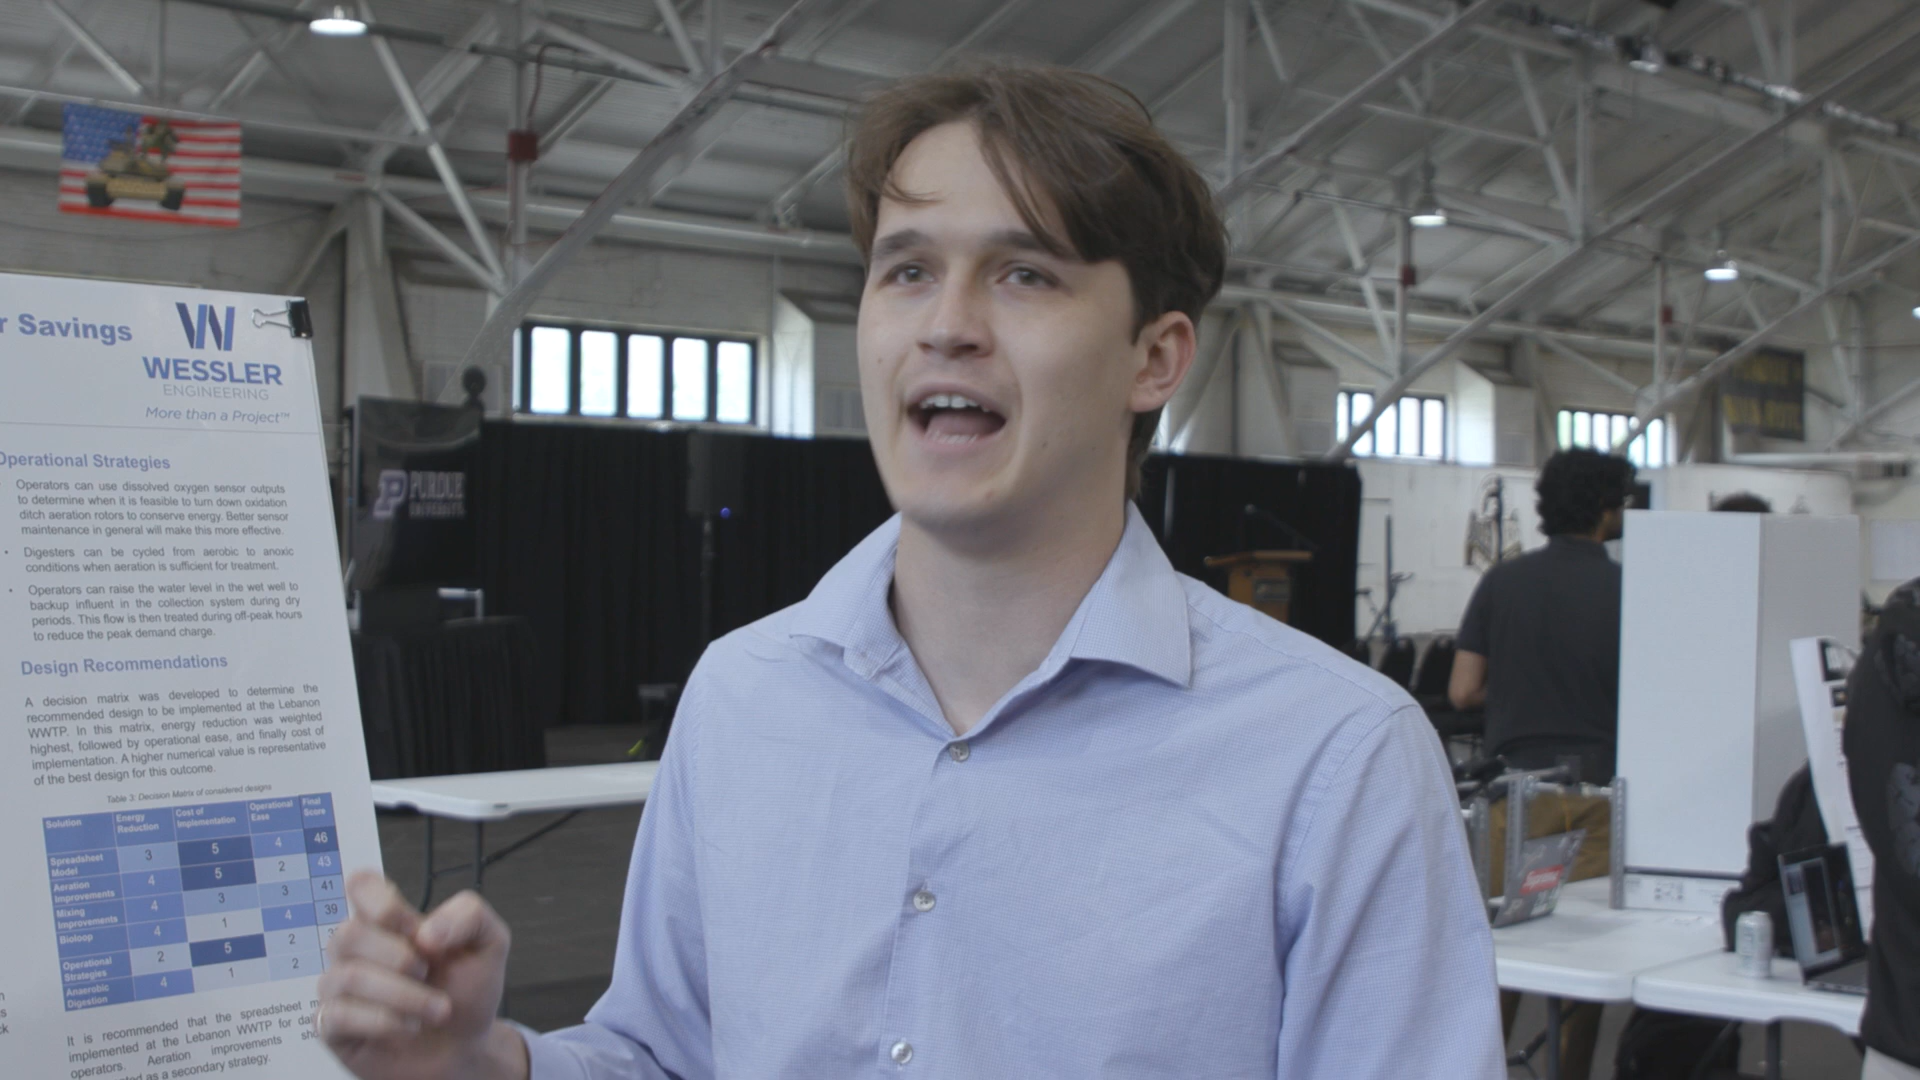 r Savings
WESSLER
ENGINEERING
More than a Project™
Operational Strategies
Operators can use dissolved oxygen sensor outputs
to determine when it is feasible to turn down oxidation
ditch aeration rotors to conserve energy. Better sensor
maintenance in general will make this more effective.
• Digesters can be cycled from aerobic to anoxic
conditions when aeration is sufficient for treatment.
• Operators can raise the water level in the wet well to
backup influent in the collection system during dry
periods. This flow is then treated during off-peak hours
to reduce the peak demand charge.
Design Recommendations
A decision matrix was developed to determine the
recommended design to be implemented at the Lebanon
WWTP. In this matrix, energy reduction was weighted
highest, followed by operational ease, and finally cost of
implementation. A higher numerical value is representative
of the best design for this outcome.
Table 3: Decision Matrix of considered designs
Solution Energy Reduction Cost of Implementation Operational Ease Final Score
Spreadsheet Model 3 5 4 46
Aeration Improvements 4 5 2 43
Mixing Improvements 4 3 3 41
Bioloop 4 1 4 39
Operational Strategies 2 5 2
Anaerobic Digestion 4 1 2
It is recommended that the spreadsheet m
implemented at the Lebanon WWTP for dai
operators. Aeration improvements sho
ted as a secondary strategy.
P PURDUE
UNIVERSITY
Supreme